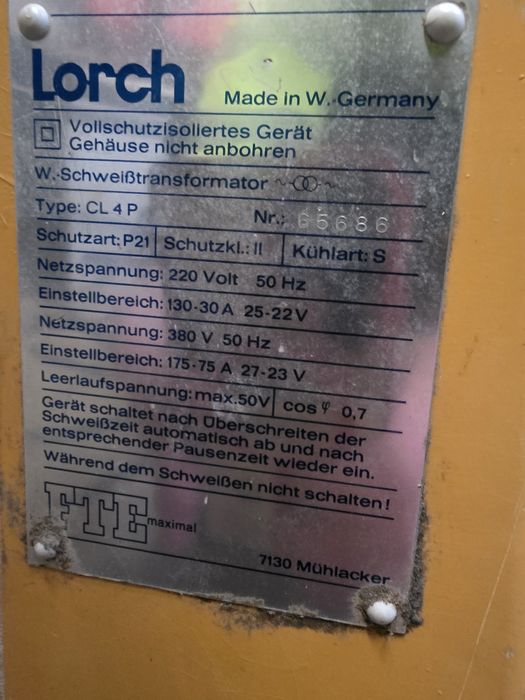 Lorch
Made in W.-Germany
Vollschutzisoliertes Gerät
Gehäuse nicht anbohren
W.-Schweißtransformator
Type: CL 4 P Nr.: 65686
Schutzart: P21 Schutzkl.: II Kühlart: S
Netzspannung: 220 Volt 50 Hz
Einstellbereich: 130-30 A 25-22 V
Netzspannung: 380 V 50 Hz
Einstellbereich: 175-75 A 27-23 V
Leerlaufspannung: max. 50V cos φ 0,7
Gerät schaltet nach Überschreiten der
Schweißzeit automatisch ab und nach
entsprechender Pausenzeit wieder ein.
Während dem Schweißen nicht schalten!
FTE maximal
7130 Mühlacker